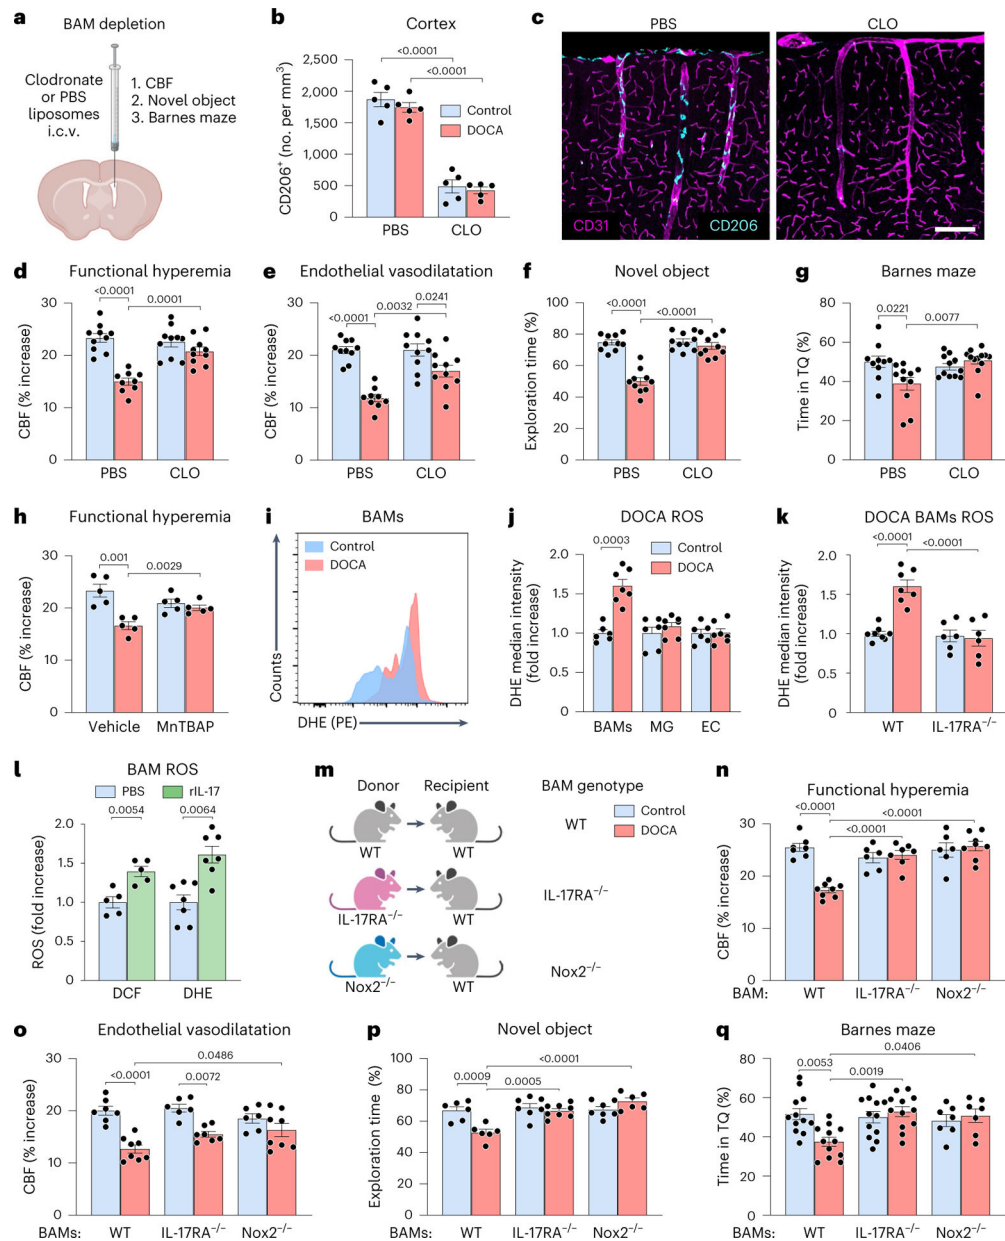 a
BAM depletion
Clodronate
or PBS
liposomes
i.c.v.
1. CBF
2. Novel object
3. Barnes maze
b
Cortex
<0.0001
<0.0001
2,500
2,000
1,500
1,000
500
0
CD206+ (no. per mm3)
Control
DOCA
PBS
CLO
c
PBS
CLO
CD31
CD206
d
Functional hyperemia
<0.0001
0.0001
30
20
10
0
CBF (% increase)
PBS
CLO
e
Endothelial vasodilatation
0.0241
0.0032
<0.0001
30
20
10
0
CBF (% increase)
PBS
CLO
f
Novel object
<0.0001
<0.0001
100
80
60
40
20
0
Exploration time (%)
PBS
CLO
g
Barnes maze
0.0221
0.0077
80
60
40
20
0
Time in TQ (%)
PBS
CLO
h
Functional hyperemia
0.001
0.0029
30
20
10
0
CBF (% increase)
Vehicle
MnTBAP
i
BAMs
Control
DOCA
Counts
DHE (PE)
j
DOCA ROS
0.0003
Control
DOCA
2.0
1.5
1.0
0.5
0
DHE median intensity
(fold increase)
BAMs
MG
EC
k
DOCA BAMs ROS
<0.0001
<0.0001
2.0
1.5
1.0
0.5
0
DHE median intensity
(fold increase)
WT
IL-17RA−/−
l
BAM ROS
PBS
rIL-17
0.0054
0.0064
2.0
1.5
1.0
0.5
0
ROS (fold increase)
DCF
DHE
m
Donor
Recipient
BAM genotype
Control
DOCA
WT
WT
WT
IL-17RA−/−
WT
IL-17RA−/−
Nox2−/−
WT
Nox2−/−
n
Functional hyperemia
<0.0001
<0.0001
<0.0001
30
20
10
0
CBF (% increase)
BAM:
WT
IL-17RA−/−
Nox2−/−
o
Endothelial vasodilatation
0.0486
<0.0001
0.0072
30
20
10
0
CBF (% increase)
BAMs:
WT
IL-17RA−/−
Nox2−/−
p
Novel object
<0.0001
0.0009
0.0005
100
80
60
40
20
0
Exploration time (%)
BAMs:
WT
IL-17RA−/−
Nox2−/−
q
Barnes maze
0.0406
0.0053
0.0019
80
60
40
20
0
Time in TQ (%)
BAMs:
WT
IL-17RA−/−
Nox2−/−